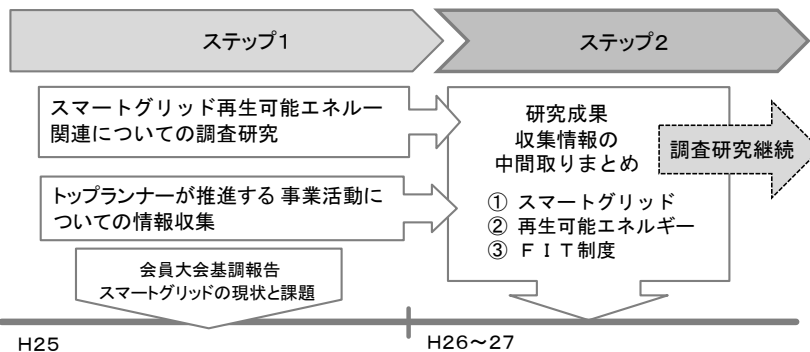 ステップ1
ステップ2
スマートグリッド再生可能エネルー
関連についての調査研究
トップランナーが推進する 事業活動に
ついての情報収集
会員大会基調報告
スマートグリッドの現状と課題
研究成果
収集情報の
中間取りまとめ
① スマートグリッド
② 再生可能エネルギー
③ ＦＩＴ制度
調査研究継続
H25
H26～27